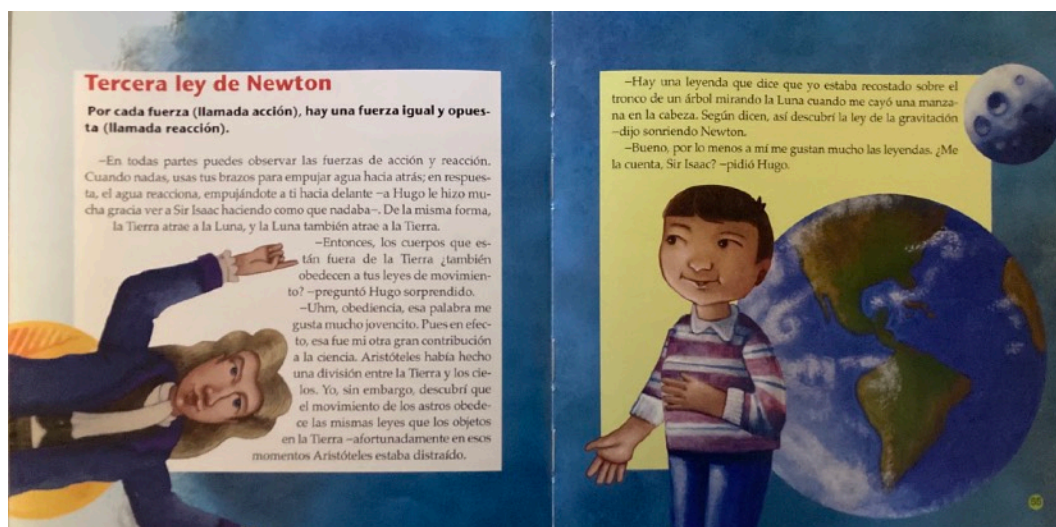 Tercera ley de Newton
Por cada fuerza (llamada acción), hay una fuerza igual y opues-
ta (llamada reacción).
–En todas partes puedes observar las fuerzas de acción y reacción.
Cuando nadas, usas tus brazos para empujar agua hacia atrás; en respues-
ta, el agua reacciona, empujándote a ti hacia delante –a Hugo le hizo mu-
cha gracia ver a Sir Isaac haciendo como que nadaba–. De la misma forma,
la Tierra atrae a la Luna, y la Luna también atrae a la Tierra.
–Entonces, los cuerpos que es-
tán fuera de la Tierra ¿también
obedecen a tus leyes de movimien-
to? –preguntó Hugo sorprendido.
–Uhm, obediencia, esa palabra me
gusta mucho jovencito. Pues en efec-
to, esa fue mi otra gran contribución
a la ciencia. Aristóteles había hecho
una división entre la Tierra y los cie-
los. Yo, sin embargo, descubrí que
el movimiento de los astros obede-
ce las mismas leyes que los objetos
en la Tierra –afortunadamente en esos
momentos Aristóteles estaba distraído.
–Hay una leyenda que dice que yo estaba recostado sobre el
tronco de un árbol mirando la Luna cuando me cayó una manza-
na en la cabeza. Según dicen, así descubrí la ley de la gravitación
–dijo sonriendo Newton.
–Bueno, por lo menos a mí me gustan mucho las leyendas. ¿Me
la cuenta, Sir Isaac? –pidió Hugo.